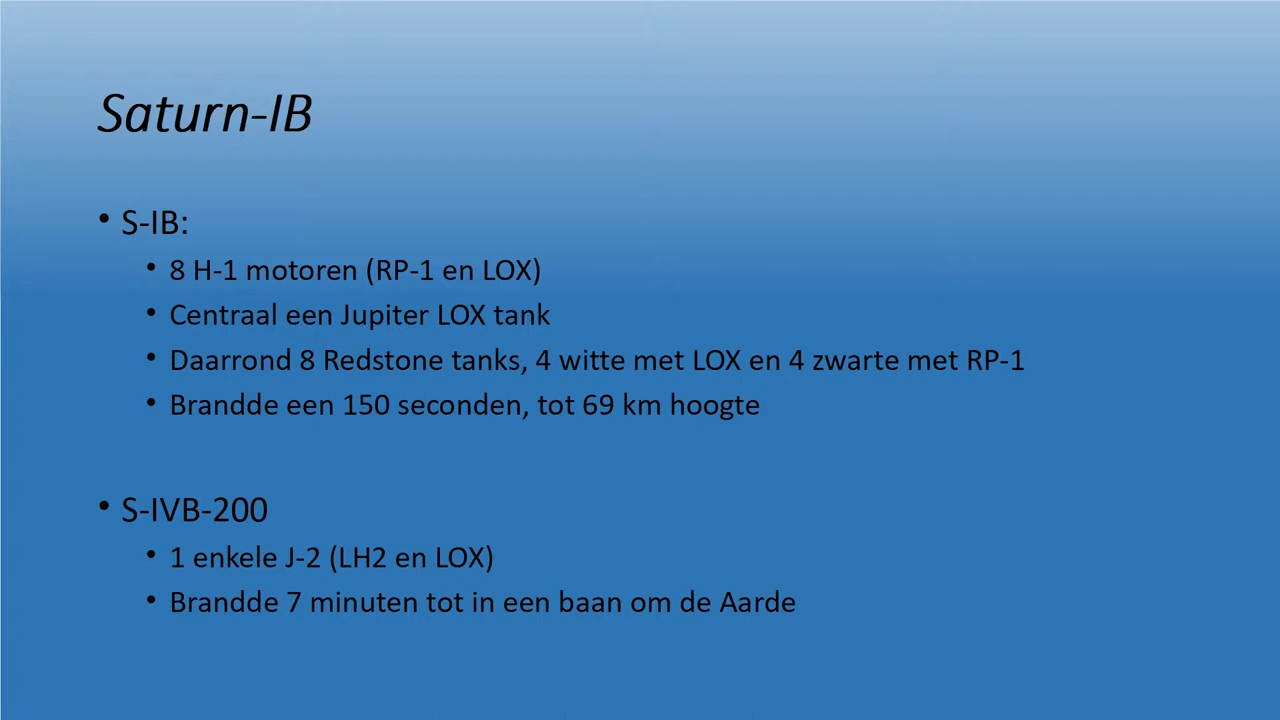 Saturn-IB
• S-IB:
• 8 H-1 motoren (RP-1 en LOX)
• Centraal een Jupiter LOX tank
• Daarrond 8 Redstone tanks, 4 witte met LOX en 4 zwarte met RP-1
• Brandde een 150 seconden, tot 69 km hoogte
• S-IVB-200
• 1 enkele J-2 (LH2 en LOX)
• Brandde 7 minuten tot in een baan om de Aarde